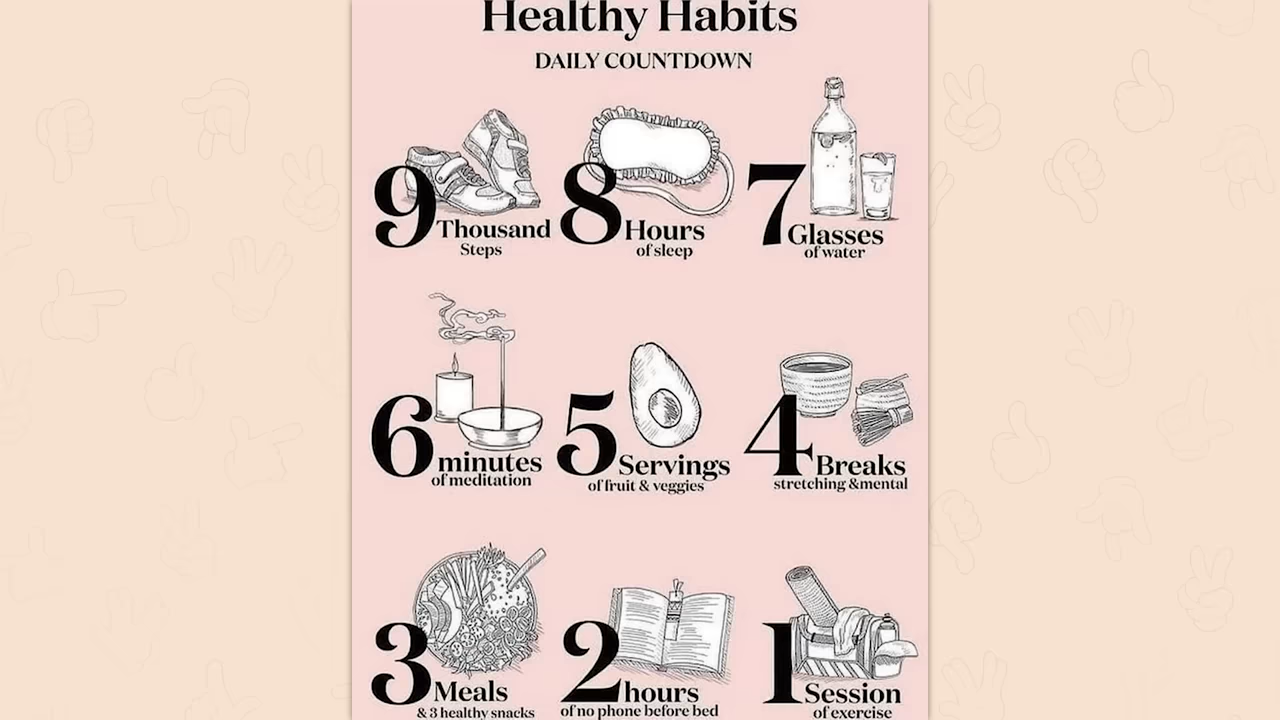 Healthy Habits
DAILY COUNTDOWN
9 Thousand
Steps
8 Hours
of sleep
7 Glasses
of water
6 minutes
of meditation
5 Servings
of fruit & veggies
4 Breaks
stretching &mental
3 Meals
& 3 healthy snacks
2 hours
of no phone before bed
1 Session
of exercise